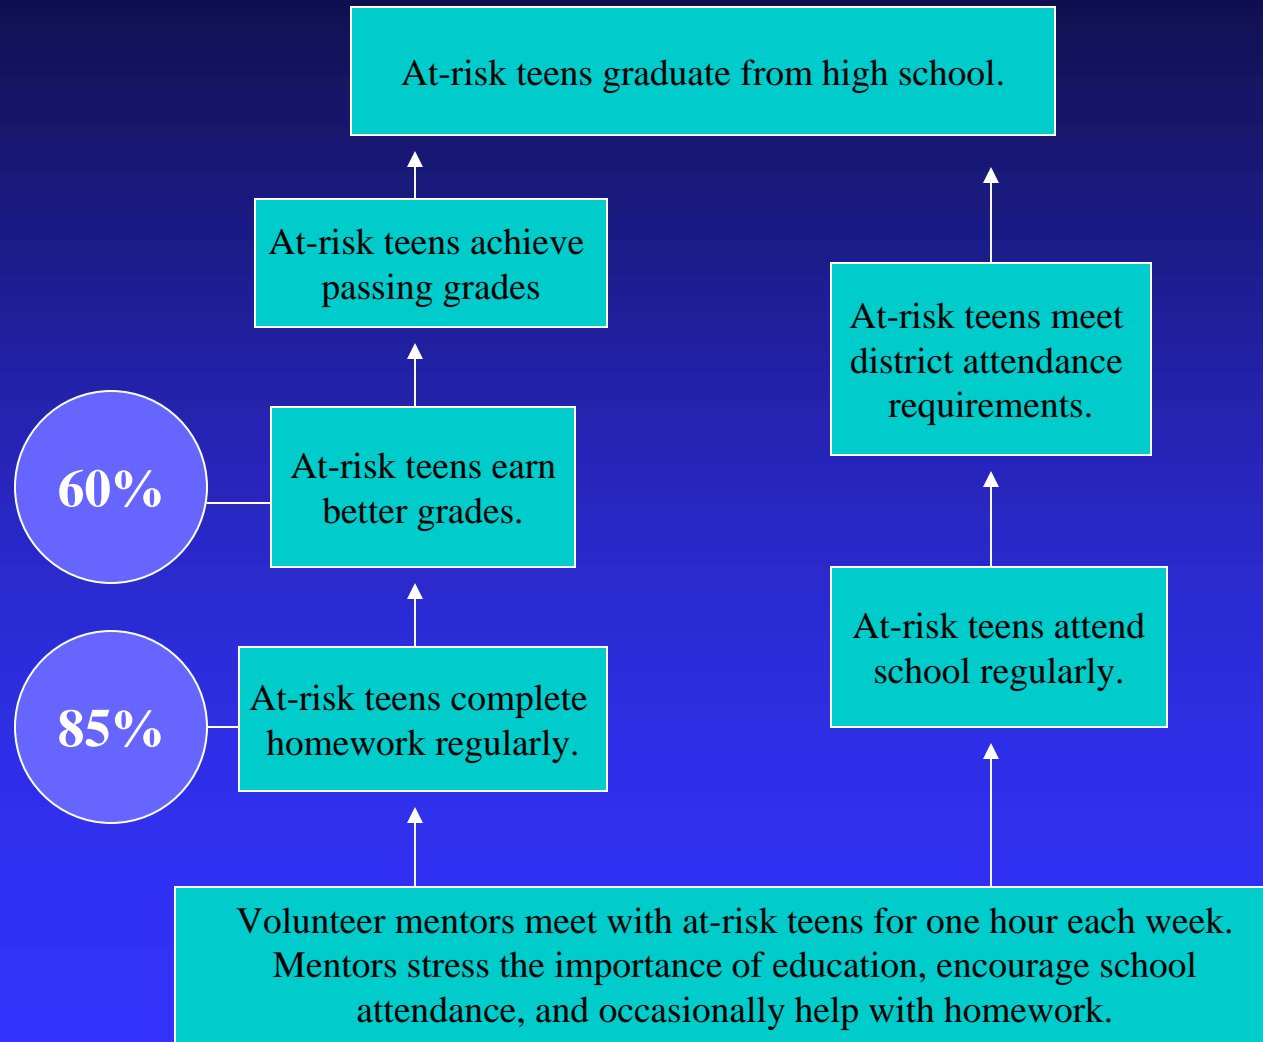 At-risk teens graduate from high school.
At-risk teens achieve
passing grades
At-risk teens meet
district attendance
requirements.
60%
At-risk teens earn
better grades.
At-risk teens attend
school regularly.
85%
At-risk teens complete
homework regularly.
Volunteer mentors meet with at-risk teens for one hour each week.
Mentors stress the importance of education, encourage school
attendance, and occasionally help with homework.